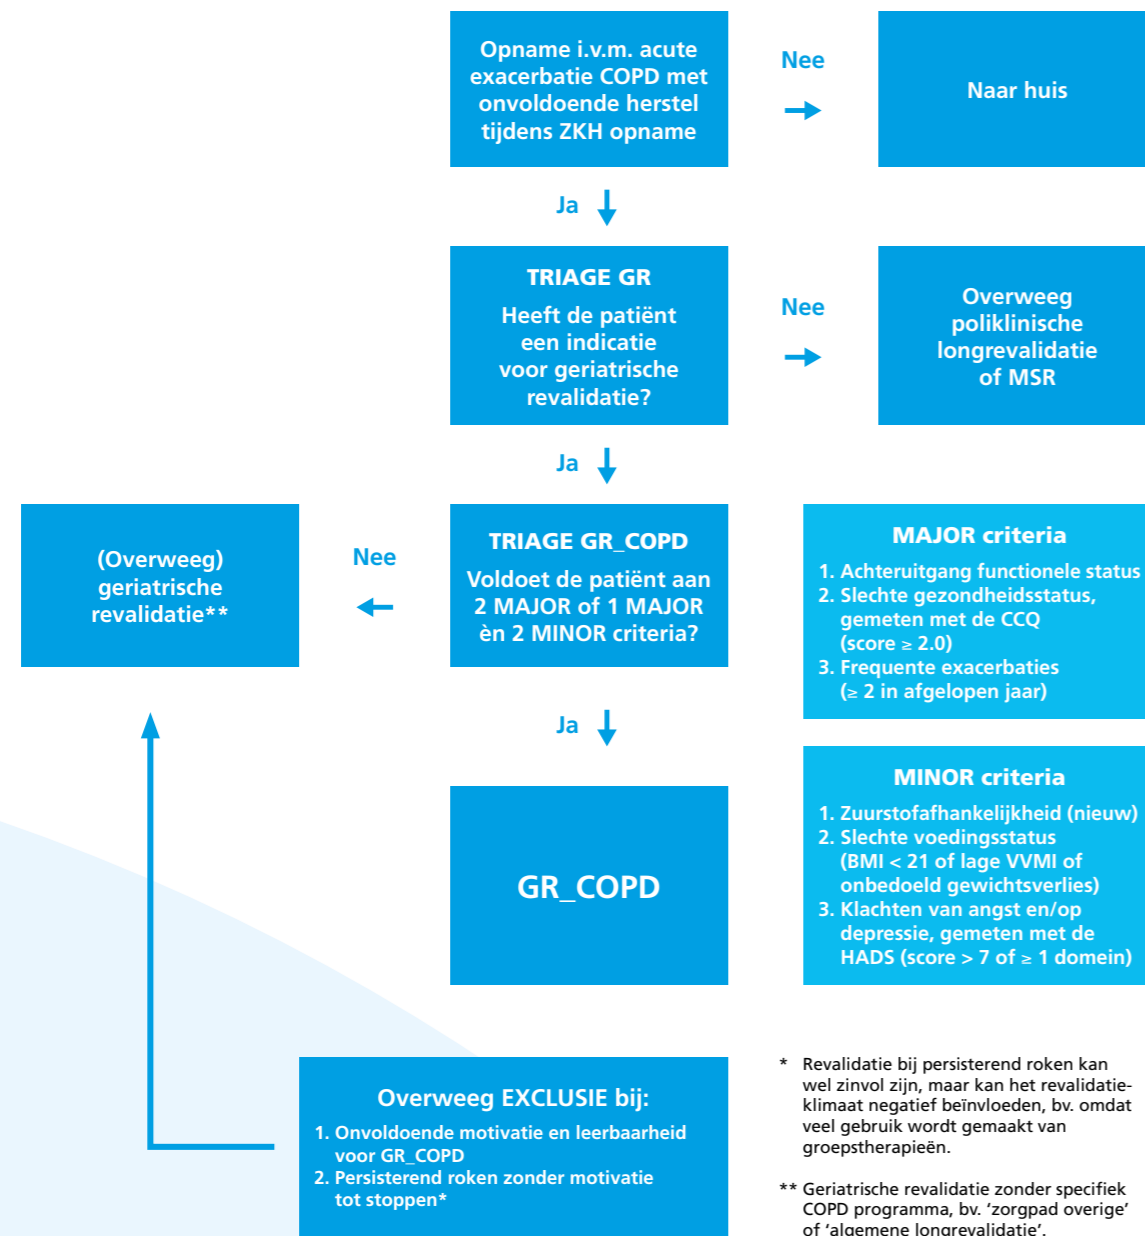 Opname i.v.m. acute
exacerbatie COPD met
onvoldoende herstel
tijdens ZKH opname
Nee
Naar huis
Ja
TRIAGE GR
Heeft de patiënt
een indicatie
voor geriatrische
revalidatie?
Nee
Overweeg
poliklinische
longrevalidatie
of MSR
Ja
(Overweeg)
geriatrische
revalidatie**
Nee
TRIAGE GR_COPD
Voldoet de patiënt aan
2 MAJOR of 1 MAJOR
èn 2 MINOR criteria?
MAJOR criteria
1. Achteruitgang functionele status
2. Slechte gezondheidsstatus,
gemeten met de CCQ
(score ≥ 2.0)
3. Frequente exacerbaties
(≥ 2 in afgelopen jaar)
Ja
GR_COPD
MINOR criteria
1. Zuurstofafhankelijkheid (nieuw)
2. Slechte voedingsstatus
(BMI < 21 of lage VVMI of
onbedoeld gewichtsverlies)
3. Klachten van angst en/op
depressie, gemeten met de
HADS (score > 7 of ≥ 1 domein)
Overweeg EXCLUSIE bij:
1. Onvoldoende motivatie en leerbaarheid
voor GR_COPD
2. Persisterend roken zonder motivatie
tot stoppen*
* Revalidatie bij persisterend roken kan
wel zinvol zijn, maar kan het revalidatie-
klimaat negatief beïnvloeden, bv. omdat
veel gebruik wordt gemaakt van
groepstherapieën.
** Geriatrische revalidatie zonder specifiek
COPD programma, bv. ‘zorgpad overige’
of ‘algemene longrevalidatie’.